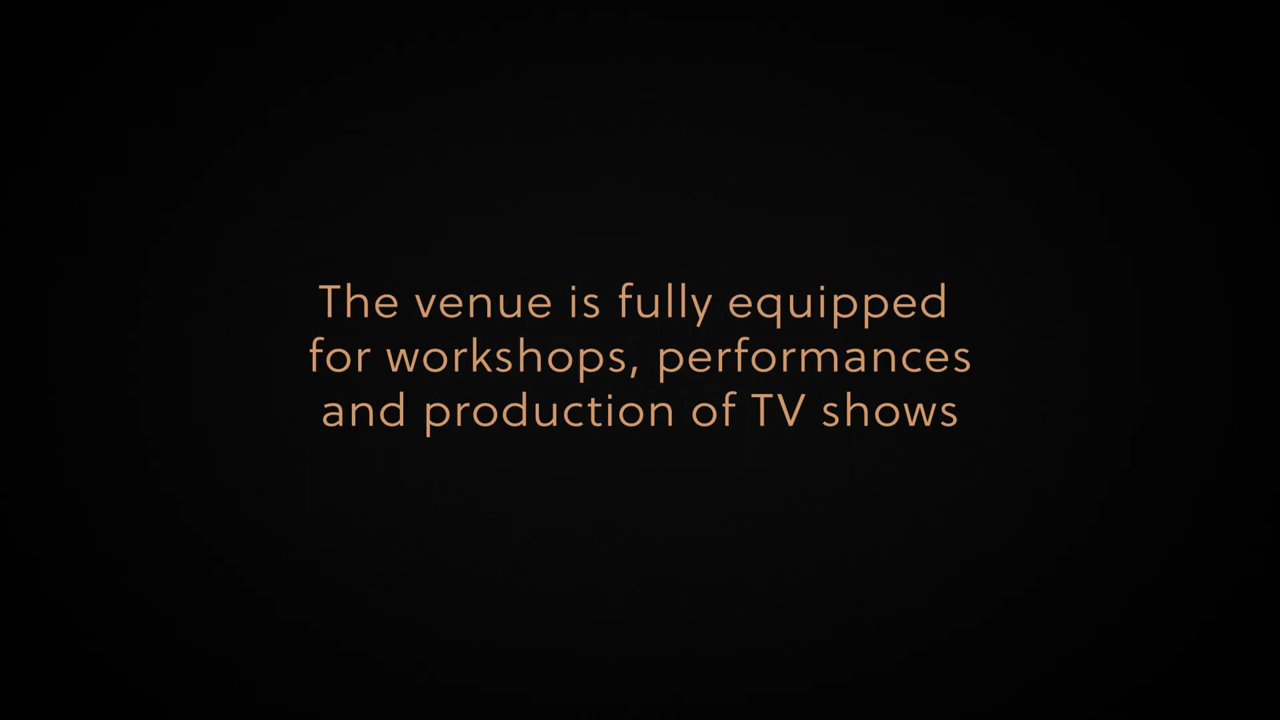 The venue is fully equipped
for workshops, performances
and production of TV shows